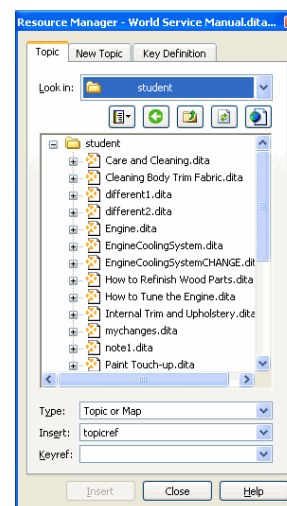 Resource Manager - World Service Manual.dita...
Topic New Topic Key Definition
Look in: student
student
Care and Cleaning.dita
Cleaning Body Trim Fabric.dita
different1.dita
different2.dita
Engine.dita
EngineCoolingSystem.dita
EngineCoolingSystemCHANGE.dit
How to Refinish Wood Parts.dita
How to Tune the Engine.dita
Internal Trim and Upholstery.dita
mychanges.dita
note1.dita
Paint Touch-up.dita
Type: Topic or Map
Insert: topicref
Keyref:
Insert Close Help